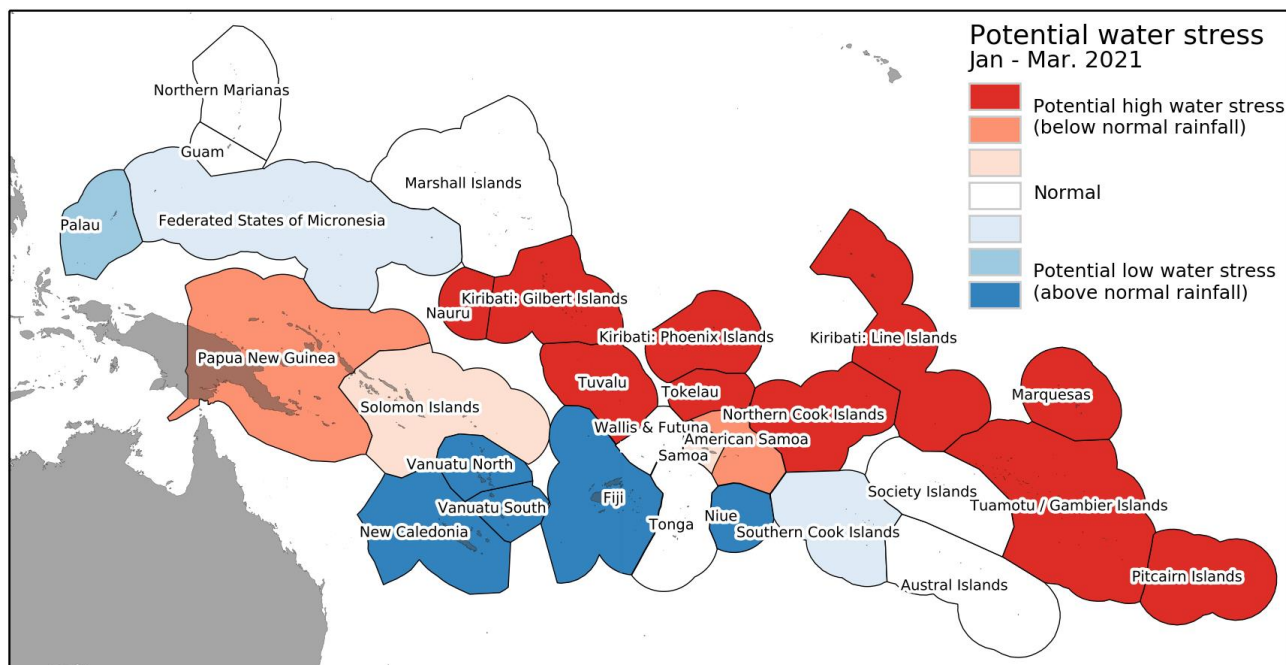 Potential water stress
Jan - Mar. 2021
Potential high water stress
(below normal rainfall)
Normal
Potential low water stress
(above normal rainfall)
Northern Marianas
Guam
Marshall Islands
Palau
Federated States of Micronesia
Nauru
Kiribati: Gilbert Islands
Kiribati: Phoenix Islands
Kiribati: Line Islands
Papua New Guinea
Tuvalu
Tokelau
Marquesas
Solomon Islands
Northern Cook Islands
Wallis & Futuna
American Samoa
Samoa
Vanuatu North
Society Islands
Vanuatu South
Fiji
Tuamotu / Gambier Islands
Niue
New Caledonia
Tonga
Southern Cook Islands
Austral Islands
Pitcairn Islands